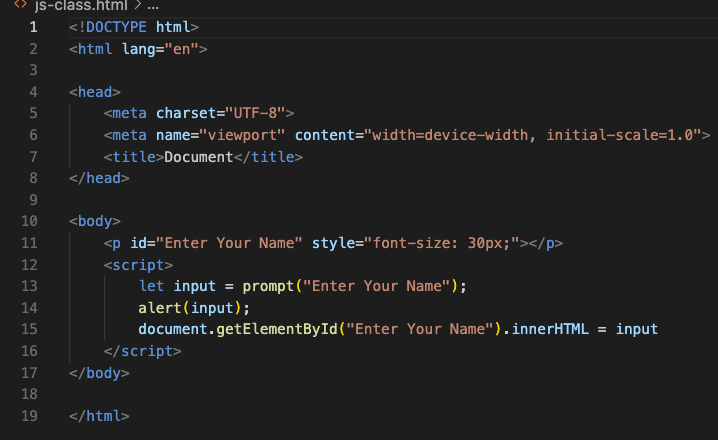 <> js-class.html > ...
1 <!DOCTYPE html>
2 <html lang="en">
3
4 <head>
5     <meta charset="UTF-8">
6     <meta name="viewport" content="width=device-width, initial-scale=1.0">
7     <title>Document</title>
8 </head>
9
10 <body>
11     <p id="Enter Your Name" style="font-size: 30px;"></p>
12     <script>
13         let input = prompt("Enter Your Name");
14         alert(input);
15         document.getElementById("Enter Your Name").innerHTML = input
16     </script>
17 </body>
18
19 </html>